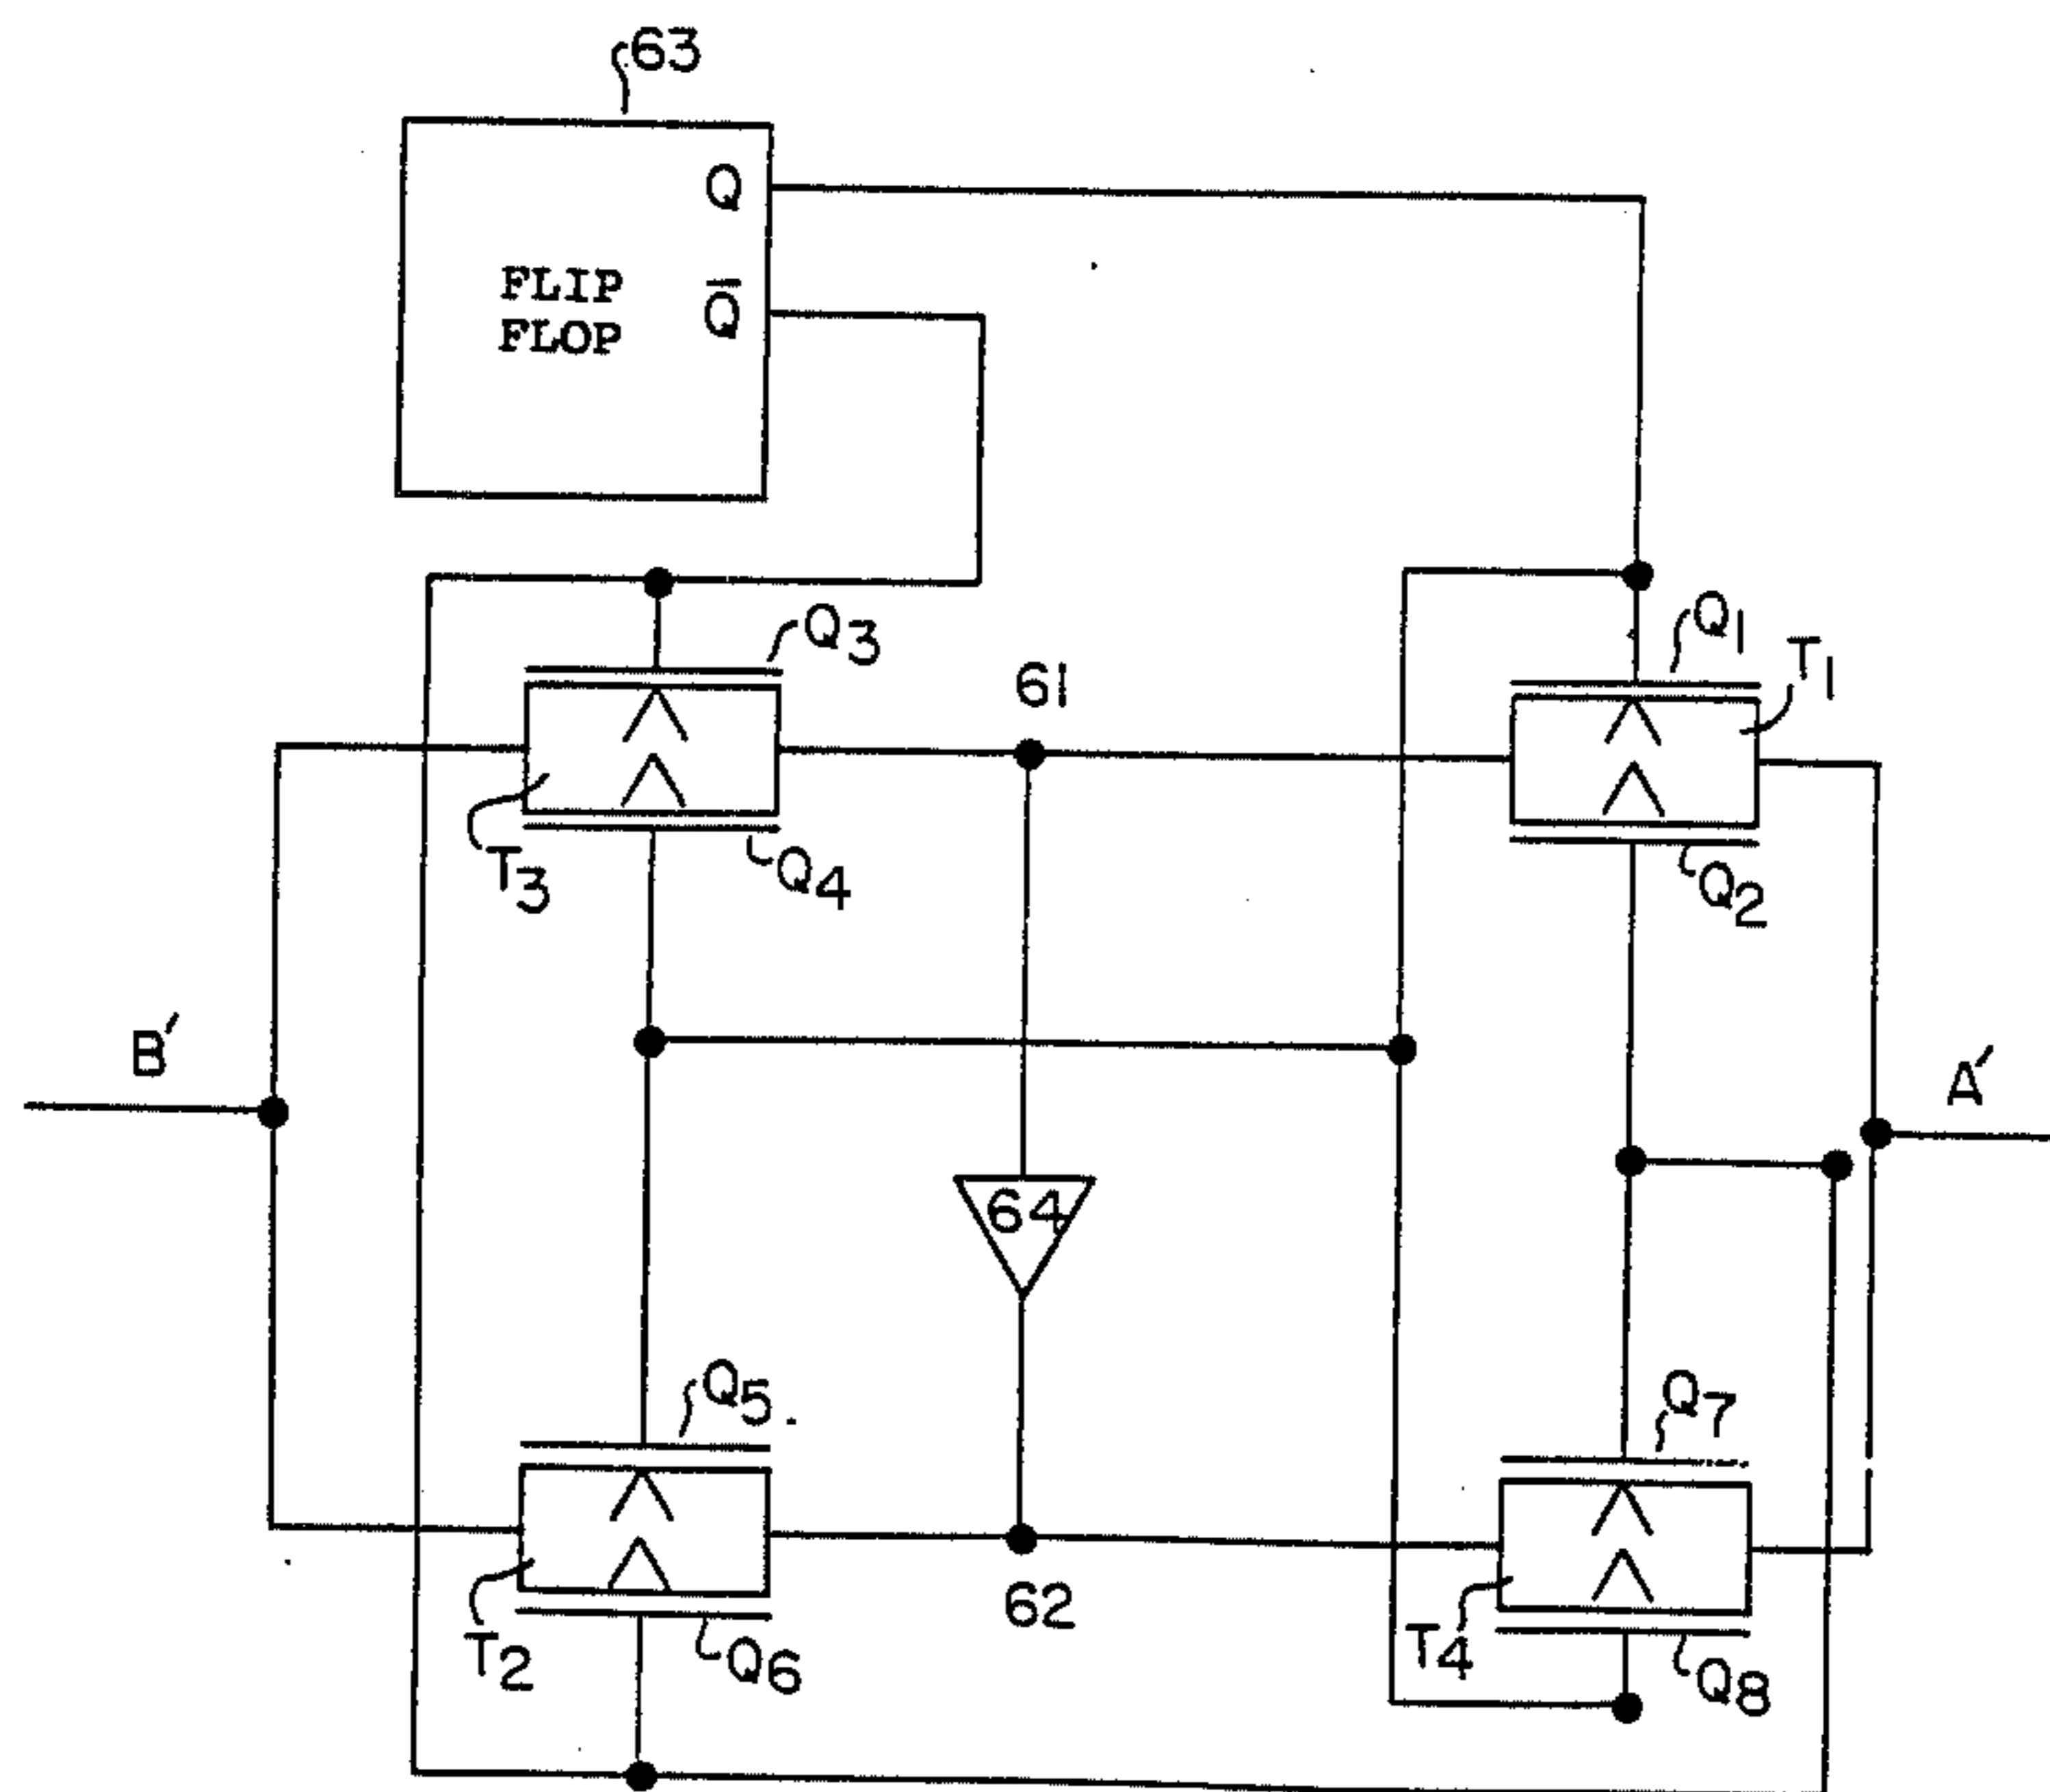 63
Q
FLIP
FLOP
Q̅
Q3
61
Q1
T1
T3
Q4
Q2
B′
A′
64
Q5.
Q7
62
T2
Q6
T4
Q8